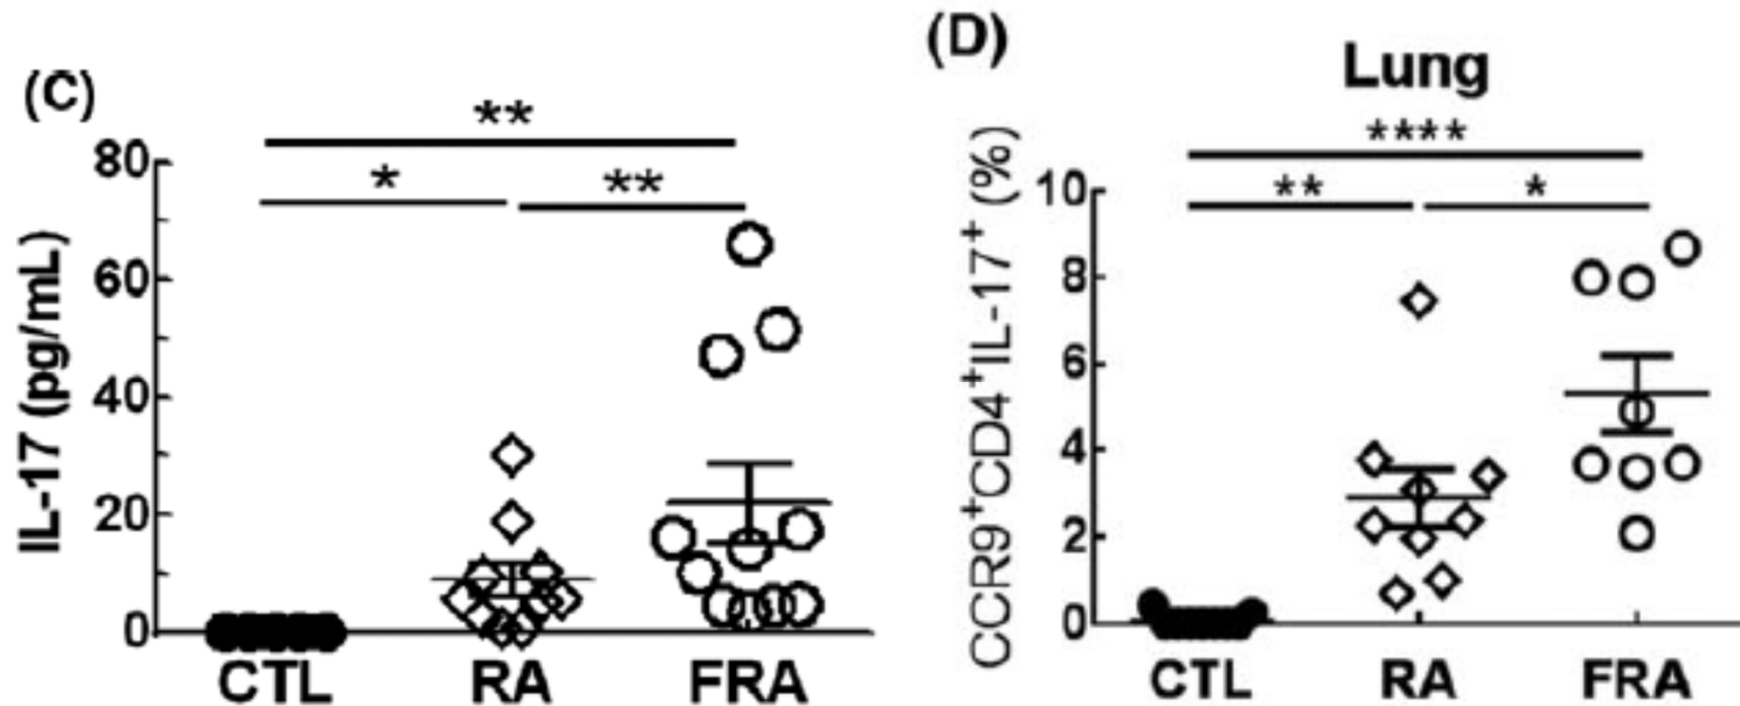 (C)
**
80
*
**
60
40
20
0
IL-17 (pg/mL)
CTL RA FRA
(D)
Lung
****
10
**
*
8
6
4
2
0
CCR9⁺CD4⁺IL-17⁺ (%)
CTL RA FRA